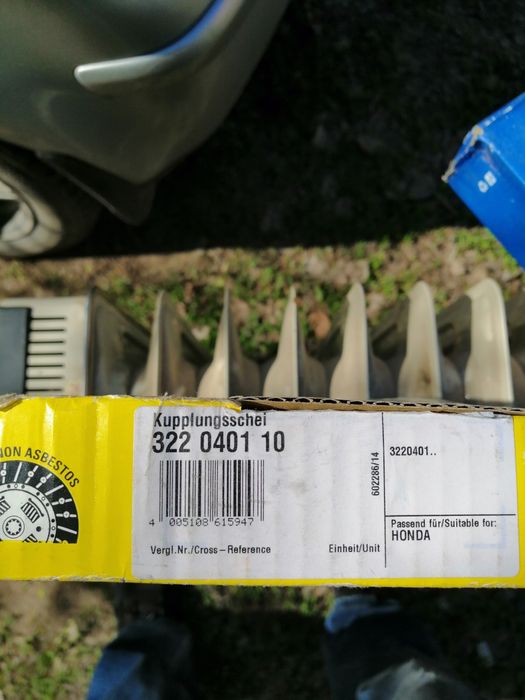 NON ASBESTOS
Kupplungsschei
322 0401 10
4 005108 615947
Vergl.Nr./Cross - Reference
Einheit/Unit
602286/14
3220401..
Passend für/Suitable for:
HONDA